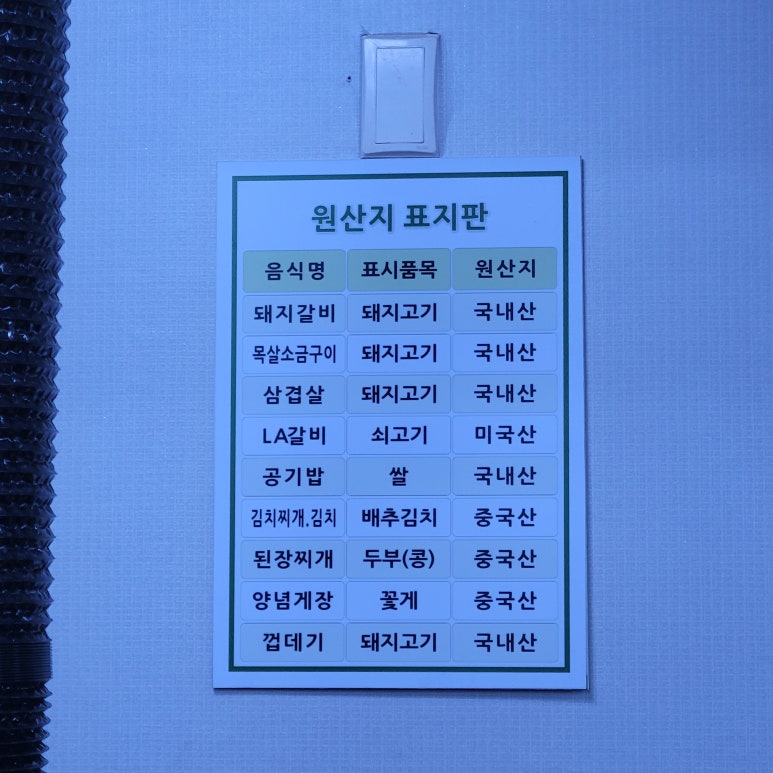 원산지 표지판
음식명 표시품목 원산지
돼지갈비 돼지고기 국내산
목살소금구이 돼지고기 국내산
삼겹살 돼지고기 국내산
LA갈비 쇠고기 미국산
공기밥 쌀 국내산
김치찌개.김치 배추김치 중국산
된장찌개 두부(콩) 중국산
양념게장 꽃게 중국산
껍데기 돼지고기 국내산